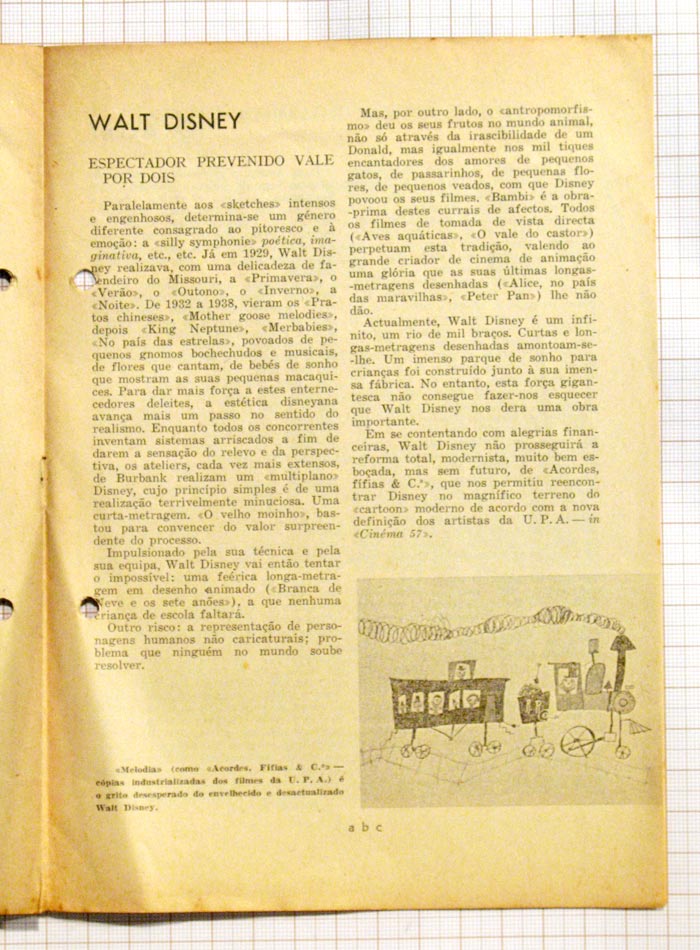 WALT DISNEY
ESPECTADOR PREVENIDO VALE
POR DOIS
Paralelamente aos «sketches» intensos
e engenhosos, determina-se um género
diferente consagrado ao pitoresco e à
emoção: a «silly symphonie» poética, ima-
ginativa, etc., etc. Já em 1929, Walt Dis-
ney realizava, com uma delicadeza de fa-
zendeiro do Missouri, a «Primavera», o
«Verão», o «Outono», o «Inverno», a
«Noite». De 1932 a 1938, vieram os «Pra-
tos chineses», «Mother goose melodies»,
depois «King Neptune», «Merbabies»,
«No país das estrelas», povoados de pe-
quenos gnomos bochechudos e musicais,
de flores que cantam, de bebés de sonho
que mostram as suas pequenas macaqui-
ces. Para dar mais força a estes enterne-
cedores deleites, a estética disneyana
avança mais um passo no sentido do
realismo. Enquanto todos os concorrentes
inventam sistemas arriscados a fim de
darem a sensação do relevo e da perspec-
tiva, os ateliers, cada vez mais extensos,
de Burbank realizam um «multiplano»
Disney, cujo princípio simples é de uma
realização terrivelmente minuciosa. Uma
curta-metragem. «O velho moinho», bas-
tou para convencer do valor surpreen-
dente do processo.
Impulsionado pela sua técnica e pela
sua equipa, Walt Disney vai então tentar
o impossível: uma feérica longa-metra-
gem em desenho animado («Branca de
Neve e os sete anões»), a que nenhuma
criança de escola faltará.
Outro risco: a representação de perso-
nagens humanos não caricaturais; pro-
blema que ninguém no mundo soube
resolver.
«Melodia» (como «Acordes, Fífias & C.ª» —
cópias industrializadas dos filmes da U. P. A.) é
o grito desesperado do envelhecido e desactualizado
Walt Disney.
Mas, por outro lado, o «antropomorfis-
mo» deu os seus frutos no mundo animal,
não só através da irascibilidade de um
Donald, mas igualmente nos mil tiques
encantadores dos amores de pequenos
gatos, de passarinhos, de pequenas flo-
res, de pequenos veados, com que Disney
povoou os seus filmes. «Bambi» é a obra-
-prima destes currais de afectos. Todos
os filmes de tomada de vista directa
(«Aves aquáticas», «O vale do castor»)
perpetuam esta tradição, valendo ao
grande criador de cinema de animação
uma glória que as suas últimas longas-
-metragens desenhadas («Alice, no país
das maravilhas», «Peter Pan») lhe não
dão.
Actualmente, Walt Disney é um infi-
nito, um rio de mil braços. Curtas e lon-
gas-metragens desenhadas amontoam-se-
-lhe. Um imenso parque de sonho para
crianças foi construído junto à sua imen-
sa fábrica. No entanto, esta força gigan-
tesca não consegue fazer-nos esquecer
que Walt Disney nos dera uma obra
importante.
Em se contentando com alegrias finan-
ceiras, Walt Disney não prosseguirá a
reforma total, modernista, muito bem es-
boçada, mas sem futuro, de «Acordes,
fífias & C.ª», que nos permitiu reencon-
trar Disney no magnífico terreno do
«cartoon» moderno de acordo com a nova
definição dos artistas da U. P. A. — in
«Cinéma 57».
a b c